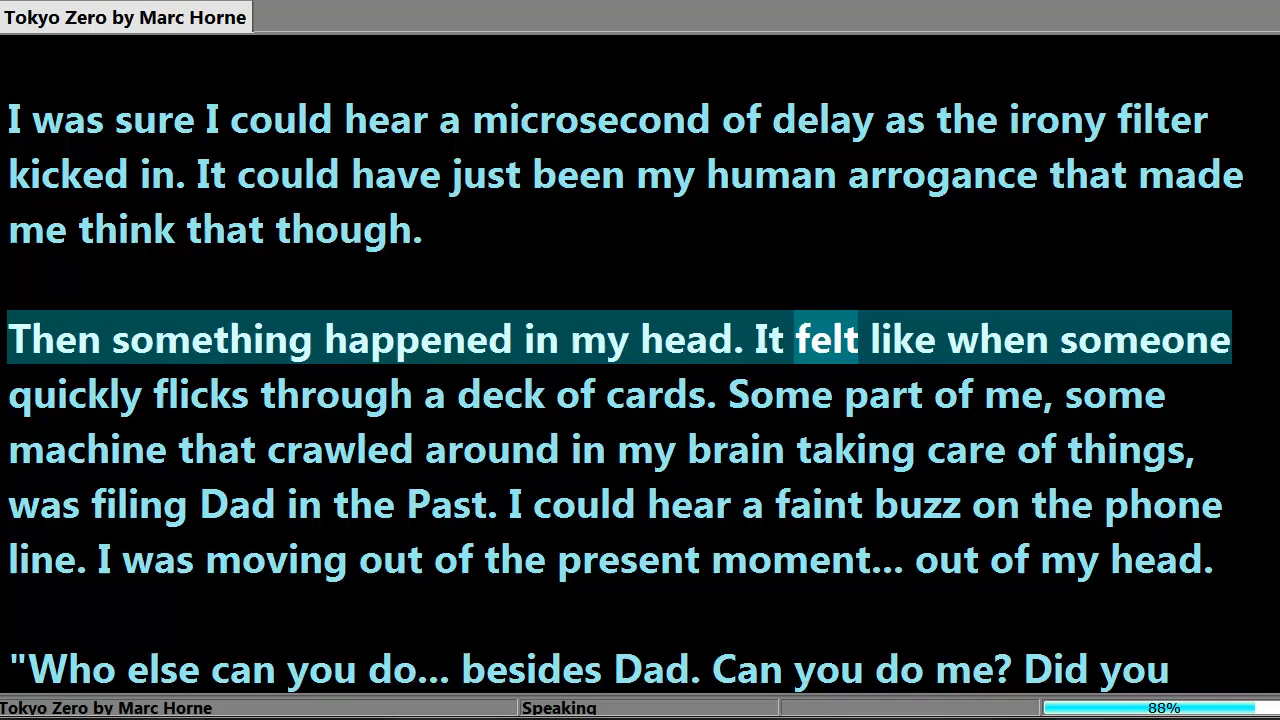 Tokyo Zero by Marc Horne
I was sure I could hear a microsecond of delay as the irony filter
kicked in. It could have just been my human arrogance that made
me think that though.
Then something happened in my head. It felt like when someone
quickly flicks through a deck of cards. Some part of me, some
machine that crawled around in my brain taking care of things,
was filing Dad in the Past. I could hear a faint buzz on the phone
line. I was moving out of the present moment... out of my head.
"Who else can you do... besides Dad. Can you do me? Did you
Tokyo Zero by Marc Horne Speaking 88%